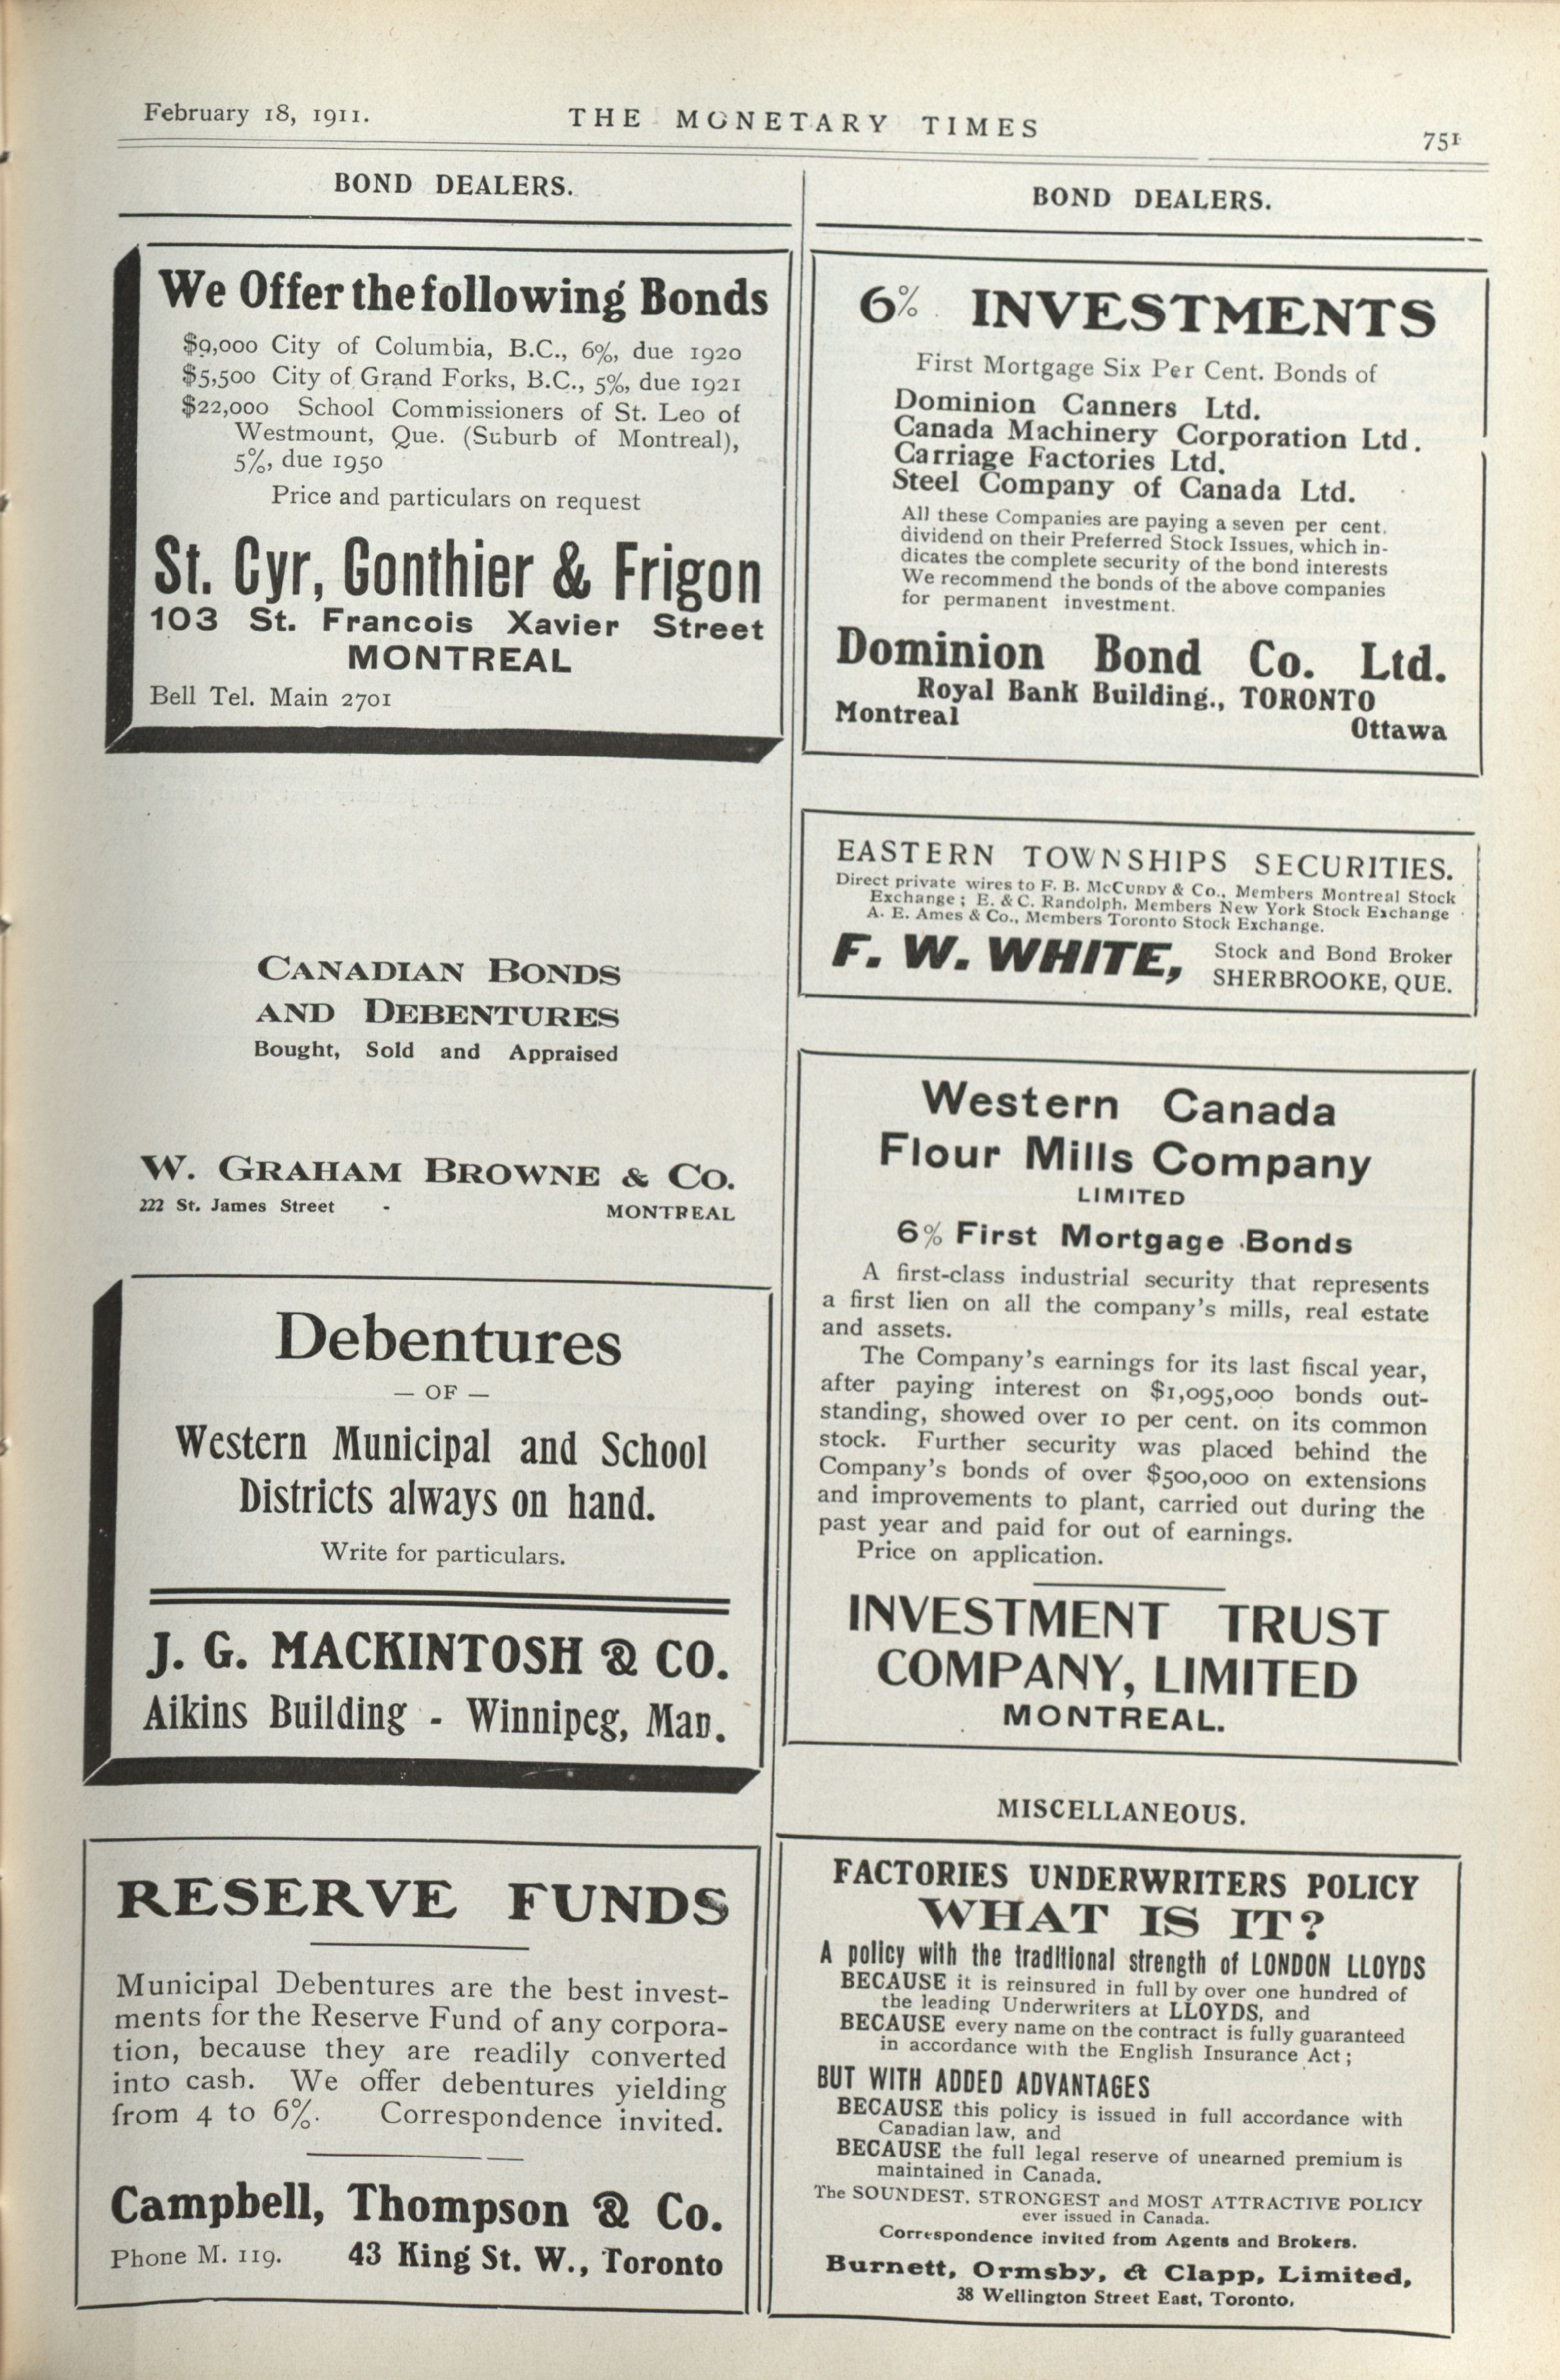 February 18, 1911.
THE MONETARY TIMES
751
BOND DEALERS.
We Offer the following Bonds
$9,000 City of Columbia, B.C., 6%, due 1920
$5,500 City of Grand Forks, B.C., 5%, due 1921
$22,000 School Commissioners of St. Leo of
Westmount, Que. (Suburb of Montreal),
5%, due 1950
Price and particulars on request
St. Cyr, Gonthier & Frigon
103 St. Francois Xavier Street
MONTREAL
Bell Tel. Main 2701
CANADIAN BONDS
AND DEBENTURES
Bought, Sold and Appraised
W. GRAHAM BROWNE & CO.
222 St. James Street - MONTREAL
Debentures
— OF —
Western Municipal and School
Districts always on hand.
Write for particulars.
J. G. MACKINTOSH & CO.
Aikins Building - Winnipeg, Man.
RESERVE FUNDS
Municipal Debentures are the best invest-
ments for the Reserve Fund of any corpora-
tion, because they are readily converted
into cash. We offer debentures yielding
from 4 to 6%. Correspondence invited.
Campbell, Thompson & Co.
Phone M. 119. 43 King St. W., Toronto
BOND DEALERS.
6% INVESTMENTS
First Mortgage Six Per Cent. Bonds of
Dominion Canners Ltd.
Canada Machinery Corporation Ltd.
Carriage Factories Ltd.
Steel Company of Canada Ltd.
All these Companies are paying a seven per cent.
dividend on their Preferred Stock Issues, which in-
dicates the complete security of the bond interests
We recommend the bonds of the above companies
for permanent investment.
Dominion Bond Co. Ltd.
Royal Bank Building., TORONTO
Montreal Ottawa
EASTERN TOWNSHIPS SECURITIES.
Direct private wires to F. B. MCCURDY & Co., Members Montreal Stock
Exchange; E. & C. Randolph, Members New York Stock Exchange
A. E. Ames & Co., Members Toronto Stock Exchange.
F. W. WHITE, Stock and Bond Broker
SHERBROOKE, QUE.
Western Canada
Flour Mills Company
LIMITED
6% First Mortgage Bonds
A first-class industrial security that represents
a first lien on all the company's mills, real estate
and assets.
The Company's earnings for its last fiscal year,
after paying interest on $1,095,000 bonds out-
standing, showed over 10 per cent. on its common
stock. Further security was placed behind the
Company's bonds of over $500,000 on extensions
and improvements to plant, carried out during the
past year and paid for out of earnings.
Price on application.
INVESTMENT TRUST
COMPANY, LIMITED
MONTREAL.
MISCELLANEOUS.
FACTORIES UNDERWRITERS POLICY
WHAT IS IT?
A policy with the traditional strength of LONDON LLOYDS
BECAUSE it is reinsured in full by over one hundred of
the leading Underwriters at LLOYDS, and
BECAUSE every name on the contract is fully guaranteed
in accordance with the English Insurance Act;
BUT WITH ADDED ADVANTAGES
BECAUSE this policy is issued in full accordance with
Canadian law, and
BECAUSE the full legal reserve of unearned premium is
maintained in Canada.
The SOUNDEST, STRONGEST and MOST ATTRACTIVE POLICY
ever issued in Canada.
Correspondence invited from Agents and Brokers.
Burnett, Ormsby, & Clapp, Limited,
38 Wellington Street East, Toronto.